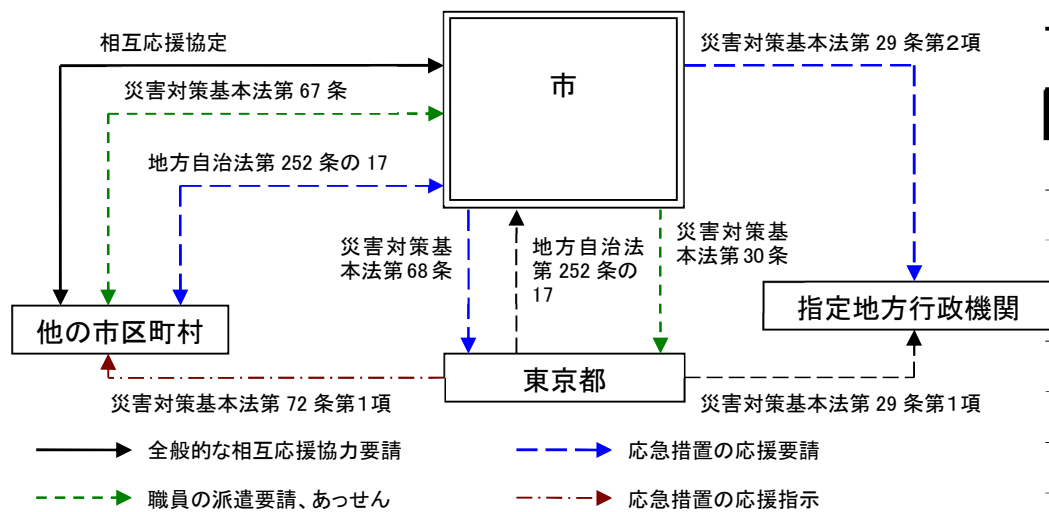 相互応援協定
災害対策基本法第 67 条
地方自治法第 252 条の 17
市
災害対策基本法第 29 条第2項
災害対策基
本法第 68 条
地方自治法
第 252 条の
17
災害対策基
本法第 30 条
他の市区町村
指定地方行政機関
東京都
災害対策基本法第 72 条第1項
災害対策基本法第 29 条第1項
全般的な相互応援協力要請
応急措置の応援要請
職員の派遣要請、あっせん
応急措置の応援指示